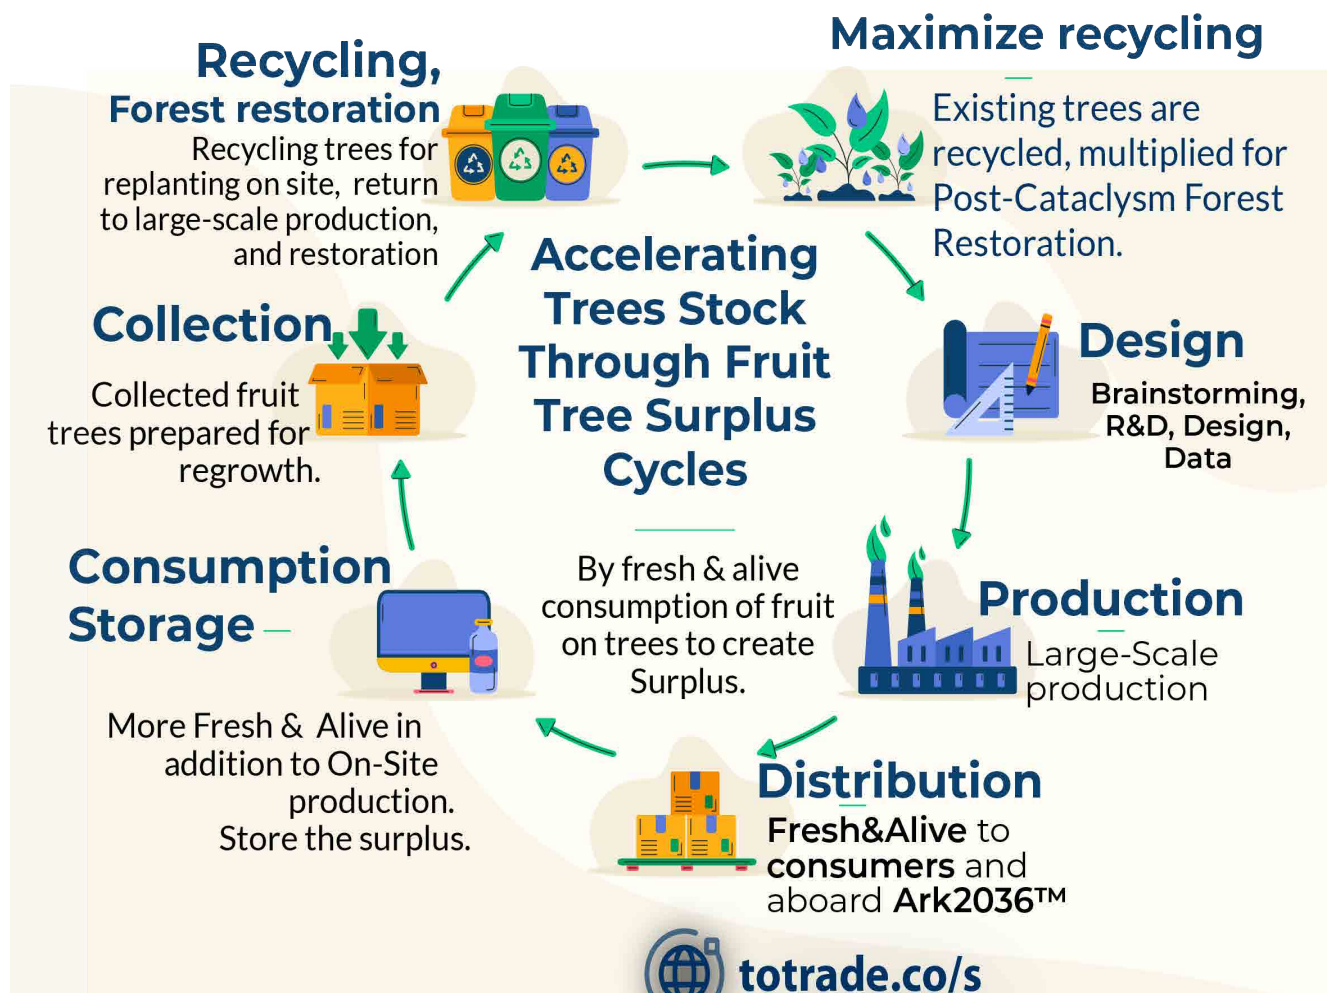 Recycling,
Forest restoration
Recycling trees for
replanting on site, return
to large-scale production,
and restoration
Maximize recycling
Existing trees are
recycled, multiplied for
Post-Cataclysm Forest
Restoration.
Accelerating
Trees Stock
Through Fruit
Tree Surplus
Cycles
By fresh & alive
consumption of fruit
on trees to create
Surplus.
Collection
Collected fruit
trees prepared for
regrowth.
Design
Brainstorming,
R&D, Design,
Data
Consumption
Storage
More Fresh & Alive in
addition to On-Site
production.
Store the surplus.
Production
Large-Scale
production
Distribution
Fresh&Alive to
consumers and
aboard Ark2036™
totrade.co/s